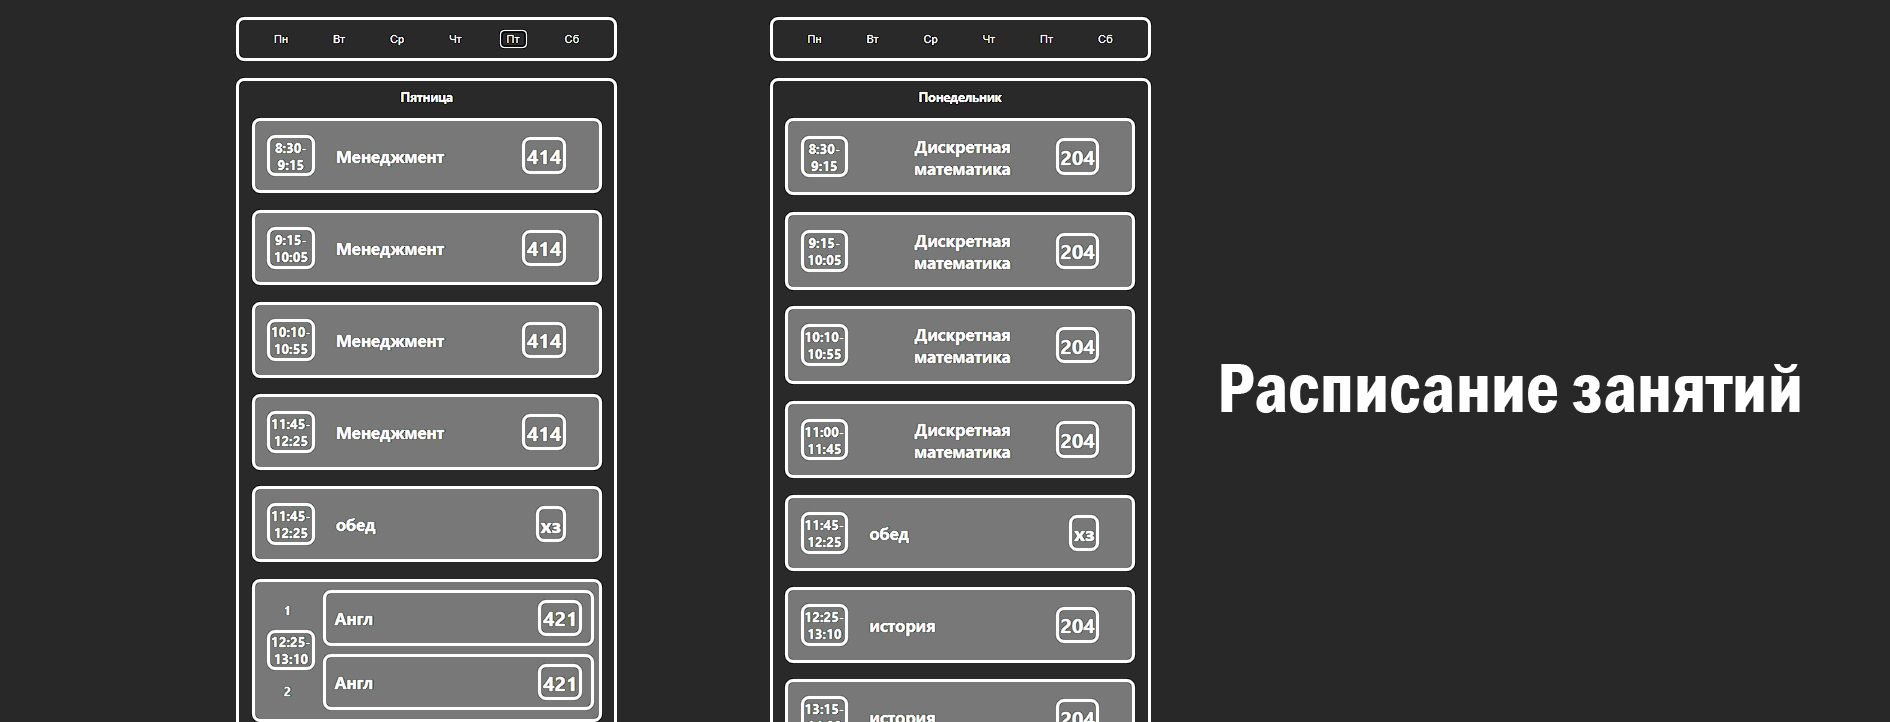 Пн Вт Ср Чт Пт Сб
Пятница
8:30-
9:15
Менеджмент
414
9:15-
10:05
Менеджмент
414
10:10-
10:55
Менеджмент
414
11:45-
12:25
Менеджмент
414
11:45-
12:25
обед
хз
1
12:25-
13:10
2
Англ
421
Англ
421
Пн Вт Ср Чт Пт Сб
Понедельник
8:30-
9:15
Дискретная
математика
204
9:15-
10:05
Дискретная
математика
204
10:10-
10:55
Дискретная
математика
204
11:00-
11:45
Дискретная
математика
204
11:45-
12:25
обед
хз
12:25-
13:10
история
204
13:15-
история
204
Расписание занятий